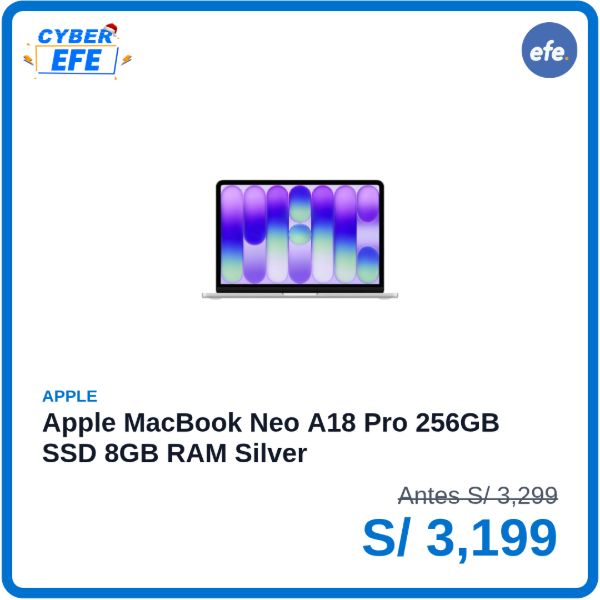 CYBER
EFE
efe.
APPLE
Apple MacBook Neo A18 Pro 256GB
SSD 8GB RAM Silver
Antes S/ 3,299
S/ 3,199